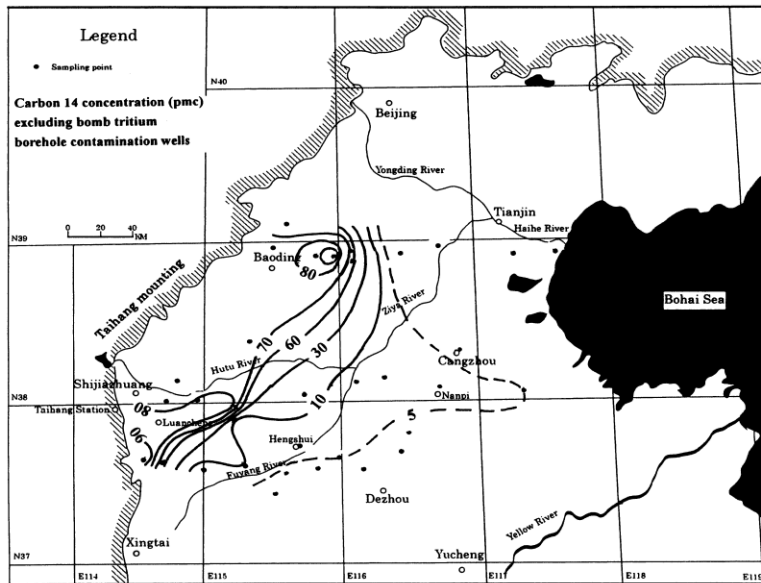 Legend
Sampling point
Carbon 14 concentration (pmc)
excluding bomb tritium
borehole contamination wells
N40
Beijing
Yongding River
Tianjin
Haihe River
0 20 40
NM
N39
Baoding
80
Taihang mounting
Bohai Sea
Ziya River
70
60
30
10
Hutu River
Cangzhou
Shijiazhuang
N38
80
Nanpi
Taihang Station
Luancheng
5
90
Hengshui
Fuyang River
Dezhou
Yellow River
Xingtai
Yucheng
N37
E114
E115
E116
E117
E118
E119